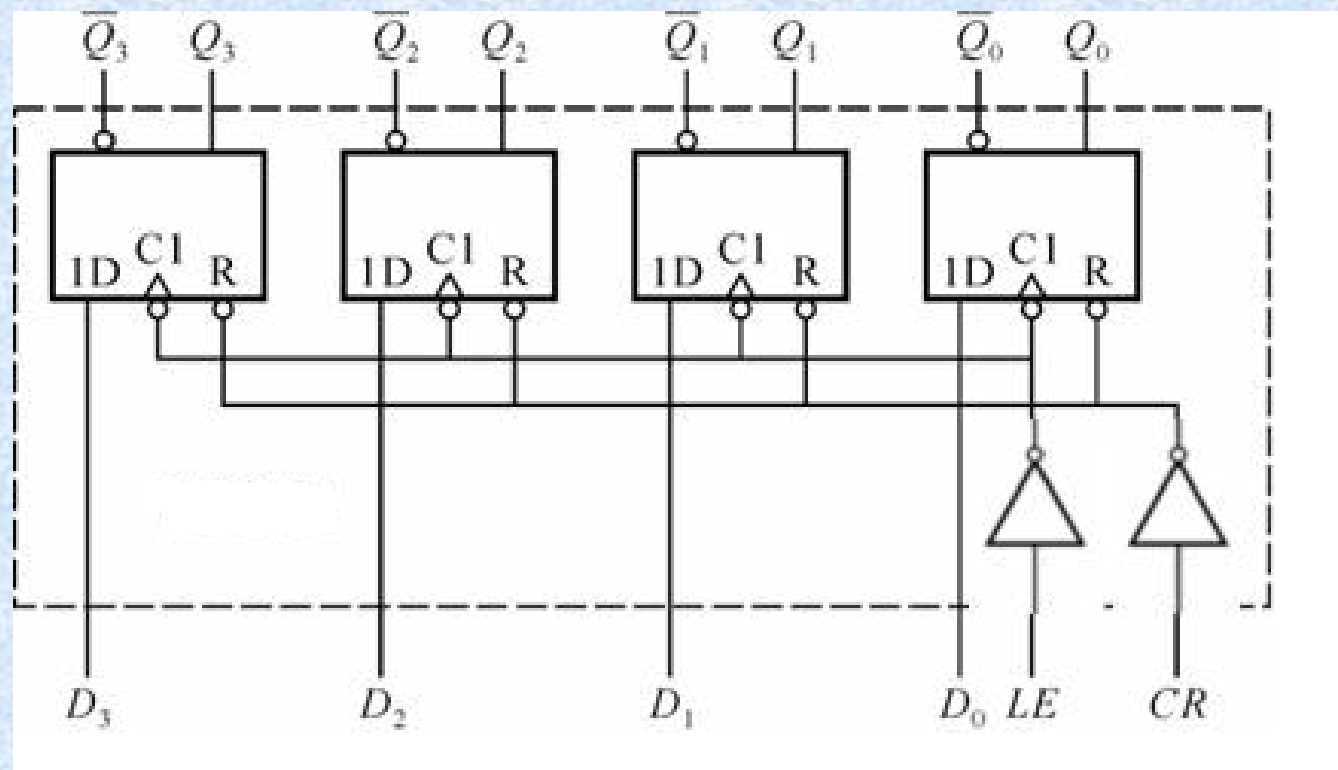 Q̅₃ Q₃ Q̅₂ Q₂ Q̅₁ Q₁ Q̅₀ Q₀
1D C1 R 1D C1 R 1D C1 R 1D C1 R
D₃ D₂ D₁ D₀ LE CR